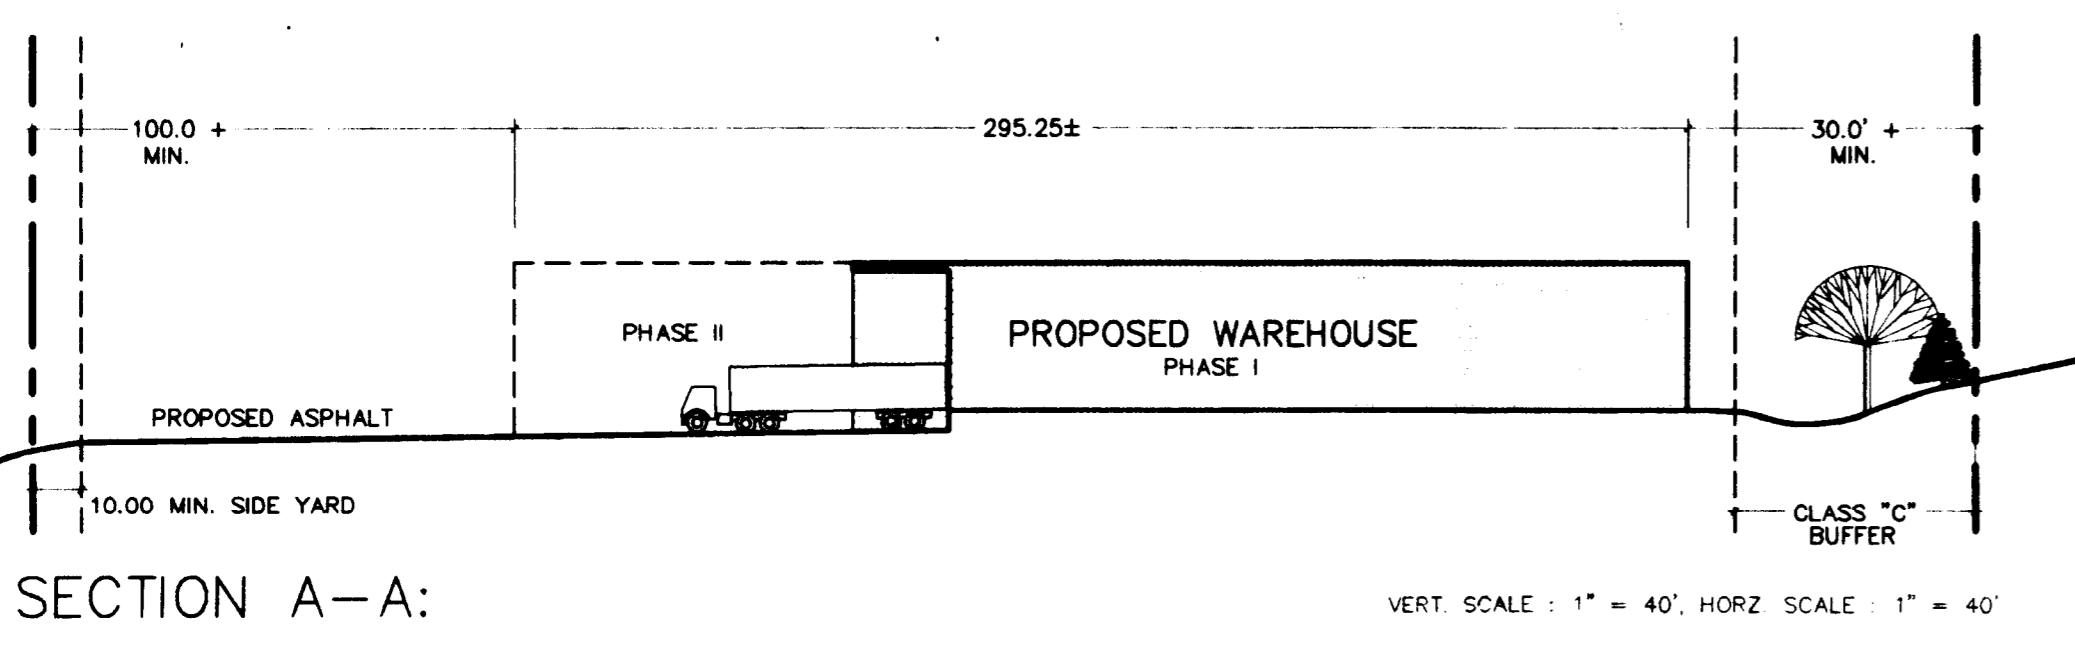 100.0 +
MIN.
295.25±
30.0' +
MIN.
PHASE II
PROPOSED WAREHOUSE
PHASE I
PROPOSED ASPHALT
10.00 MIN. SIDE YARD
CLASS "C"
BUFFER
SECTION A-A:
VERT. SCALE : 1" = 40', HORZ. SCALE : 1" = 40'